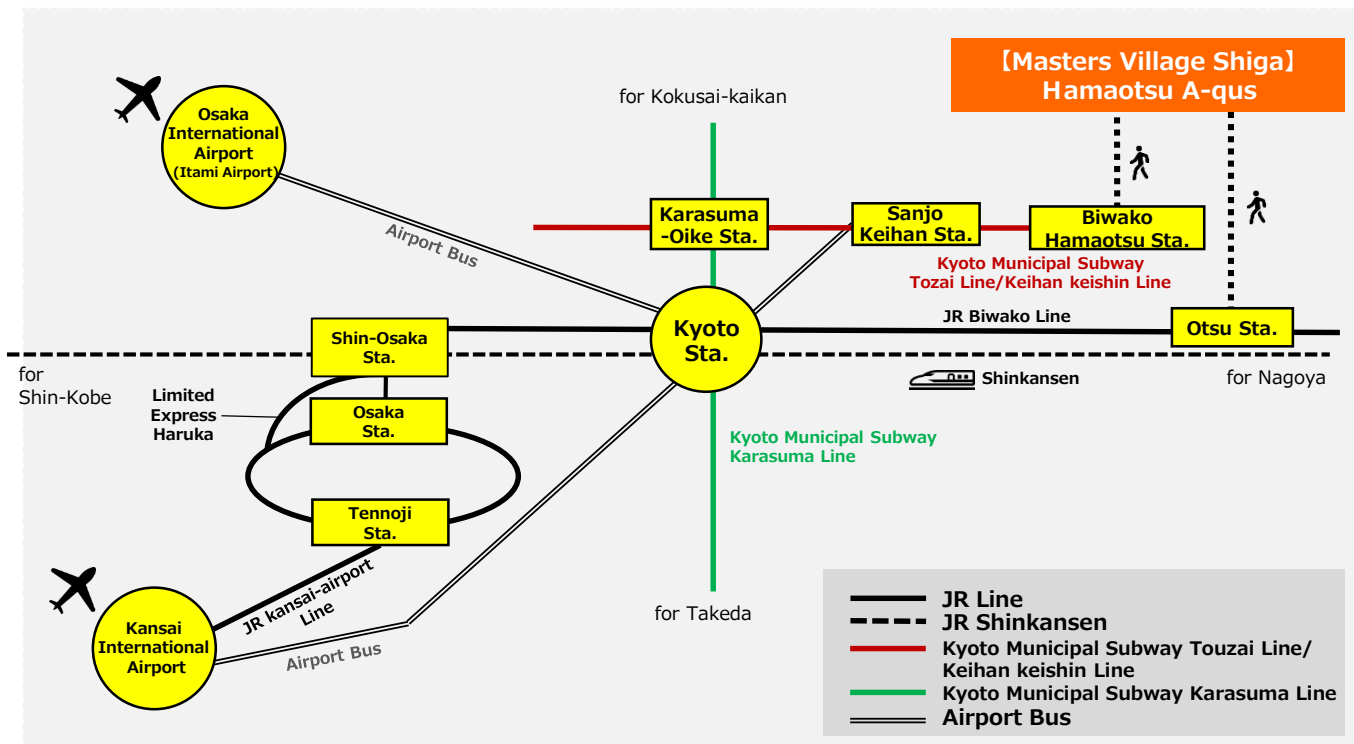 【Masters Village Shiga】
Hamaotsu A-qus
Osaka
International
Airport
(Itami Airport)
for Kokusai-kaikan
Karasuma
-Oike Sta.
Sanjo
Keihan Sta.
Biwako
Hamaotsu Sta.
Airport Bus
Kyoto Municipal Subway
Tozai Line/Keihan keishin Line
Kyoto
Sta.
JR Biwako Line
Otsu Sta.
Shin-Osaka
Sta.
for
Shin-Kobe
Shinkansen
for Nagoya
Limited
Express
Haruka
Osaka
Sta.
Kyoto Municipal Subway
Karasuma Line
Tennoji
Sta.
JR kansai-airport
Line
Kansai
International
Airport
Airport Bus
for Takeda
JR Line
JR Shinkansen
Kyoto Municipal Subway Touzai Line/
Keihan keishin Line
Kyoto Municipal Subway Karasuma Line
Airport Bus